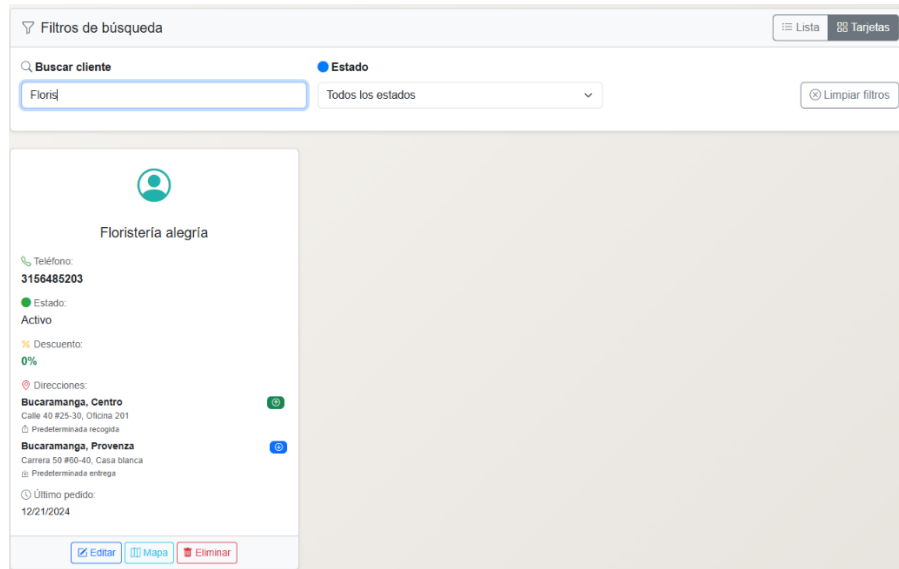 Filtros de búsqueda
Lista
Tarjetas
Buscar cliente
Estado
Floris
Todos los estados
Limpiar filtros
Floristería alegría
Teléfono:
3156485203
Estado:
Activo
Descuento:
0%
Direcciones:
Bucaramanga, Centro
Calle 40 #25-30, Oficina 201
Predeterminada recogida
Bucaramanga, Provenza
Carrera 50 #60-40, Casa blanca
Predeterminada entrega
Último pedido:
12/21/2024
Editar
Mapa
Eliminar